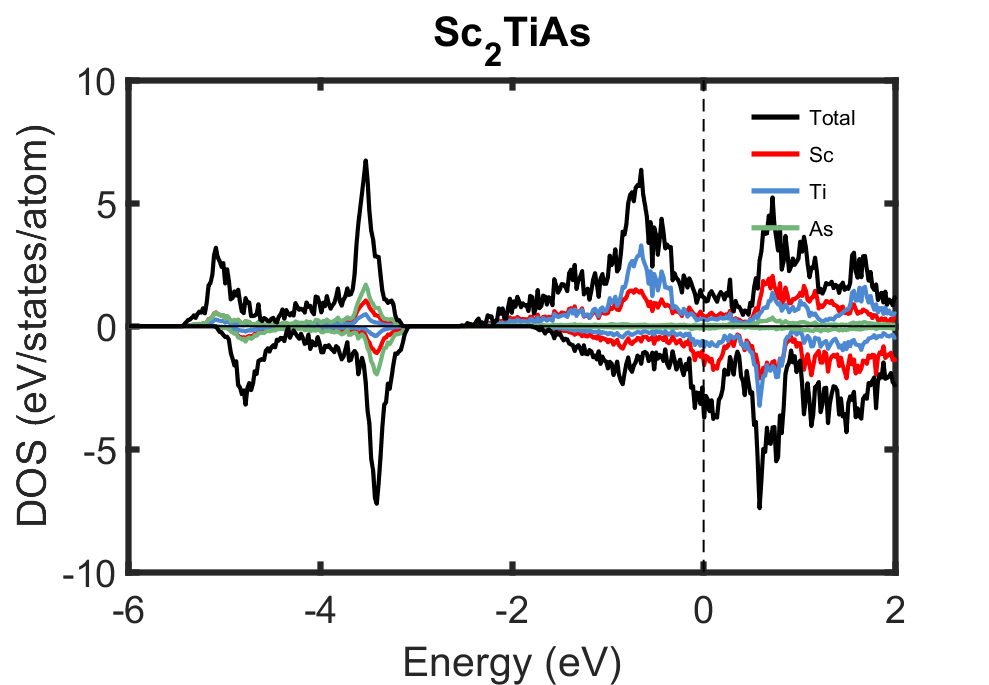 Sc₂TiAs
DOS (eV/states/atom)
10
5
0
-5
-10
Total
Sc
Ti
As
-6 -4 -2 0 2
Energy (eV)